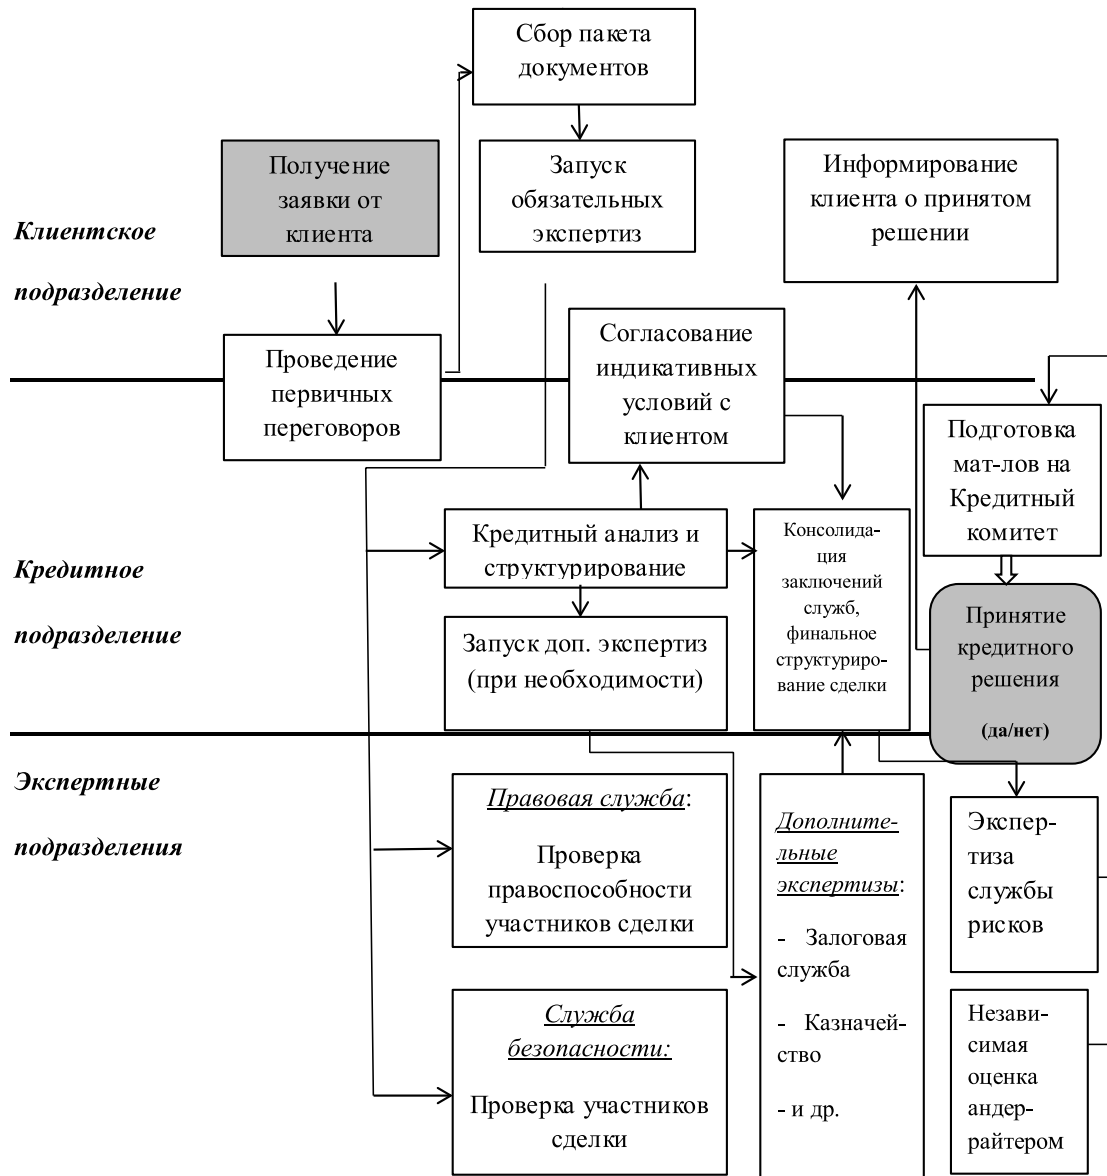 Сбор пакета
документов
Получение
заявки от
клиента
Запуск
обязательных
экспертиз
Информирование
клиента о принятом
решении
Клиентское
подразделение
Проведение
первичных
переговоров
Согласование
индикативных
условий с
клиентом
Подготовка
мат-лов на
Кредитный
комитет
Кредитное
подразделение
Кредитный анализ и
структурирование
Запуск доп. экспертиз
(при необходимости)
Консолида-
ция
заключений
служб,
финальное
структуриро-
вание сделки
Принятие
кредитного
решения
(да/нет)
Экспертные
подразделения
Правовая служба:
Проверка
правоспособности
участников сделки
Служба
безопасности:
Проверка участников
сделки
Дополните-
льные
экспертизы:
- Залоговая
служба
- Казначей-
ство
- и др.
Экспер-
тиза
службы
рисков
Незави-
симая
оценка
андер-
райтером